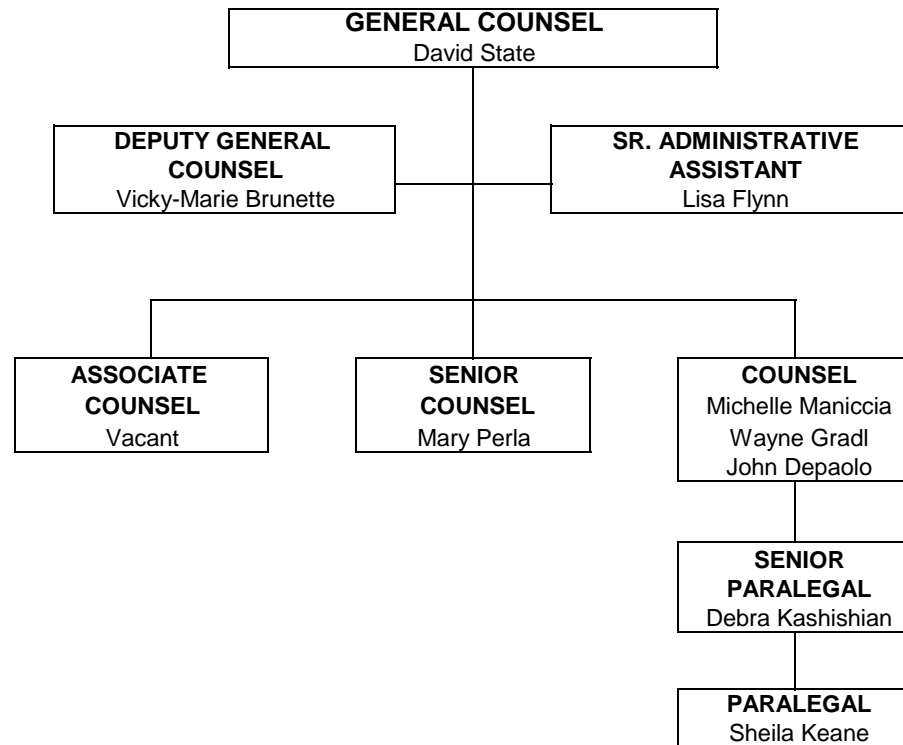 GENERAL COUNSEL
David State
DEPUTY GENERAL
COUNSEL
Vicky-Marie Brunette
SR. ADMINISTRATIVE
ASSISTANT
Lisa Flynn
ASSOCIATE
COUNSEL
Vacant
SENIOR
COUNSEL
Mary Perla
COUNSEL
Michelle Maniccia
Wayne Gradl
John Depaolo
SENIOR
PARALEGAL
Debra Kashishian
PARALEGAL
Sheila Keane